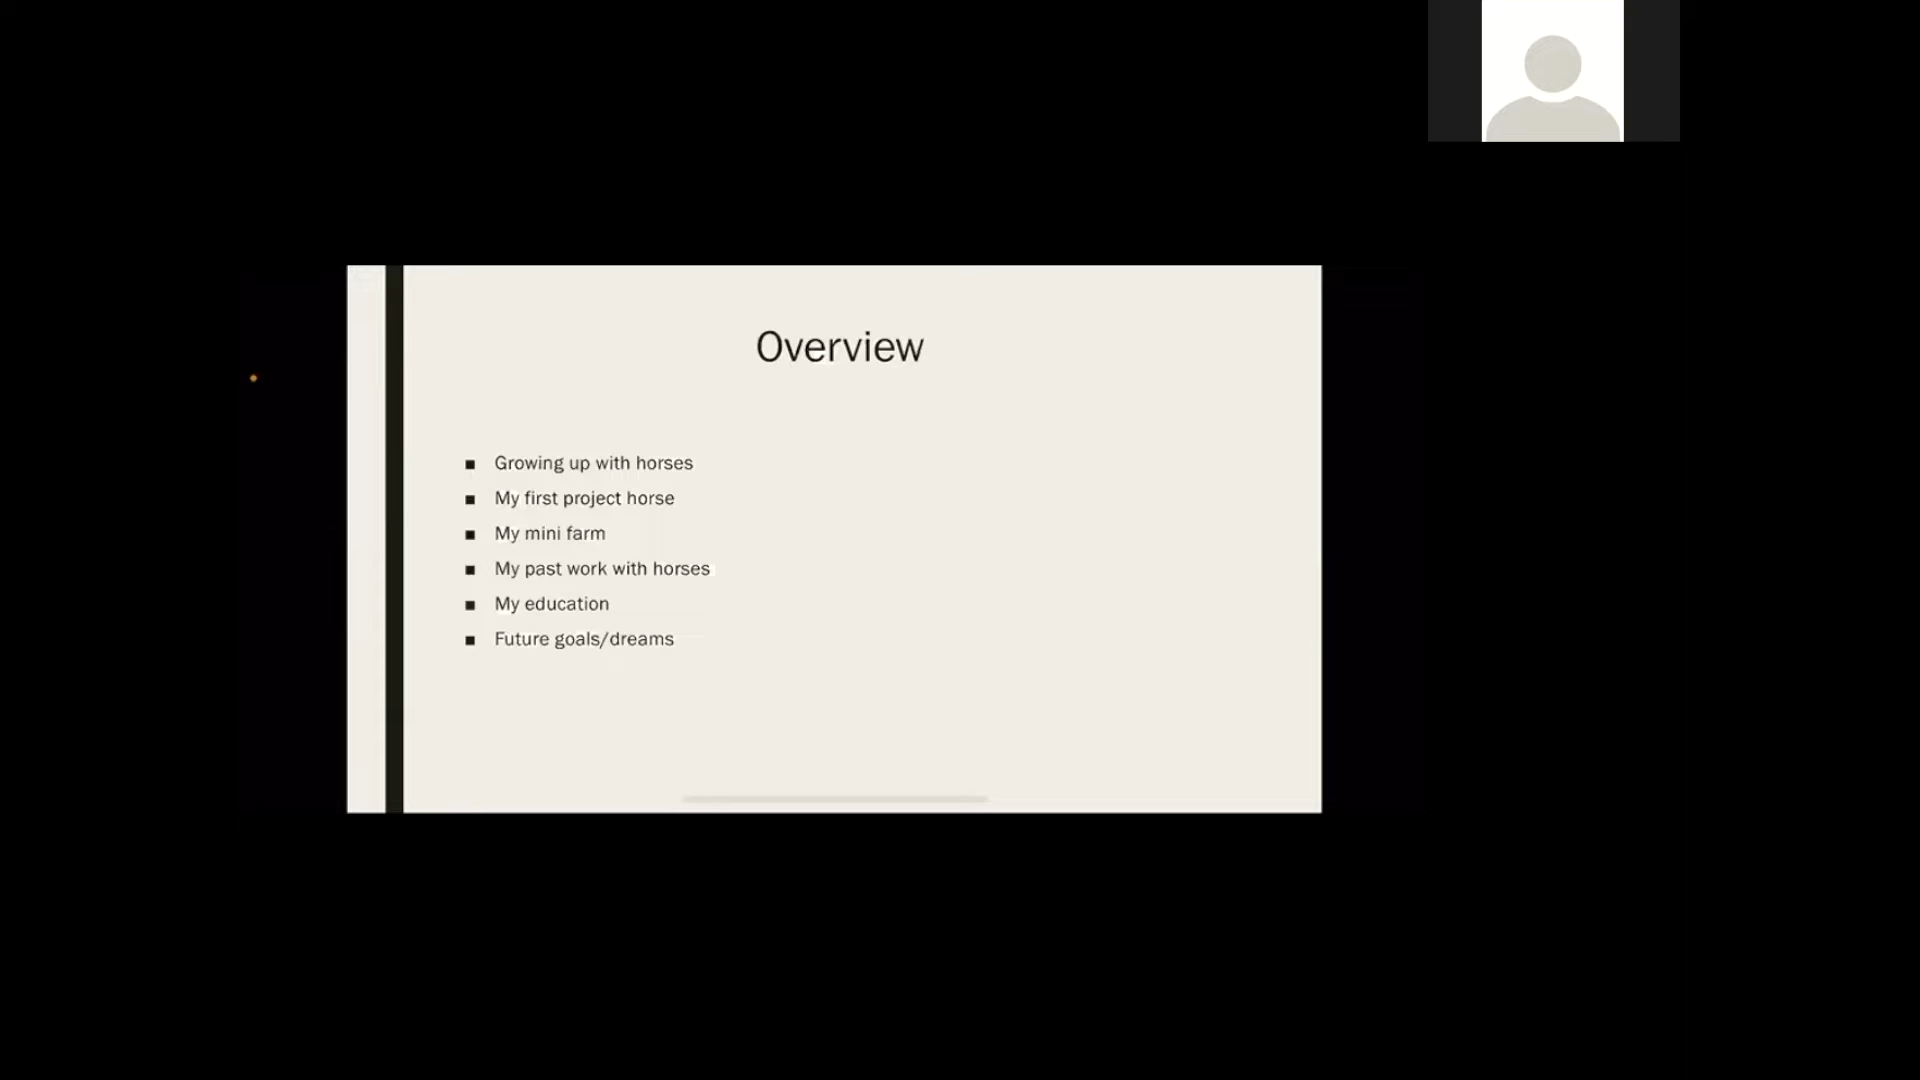 Overview
Growing up with horses
My first project horse
My mini farm
My past work with horses
My education
Future goals/dreams